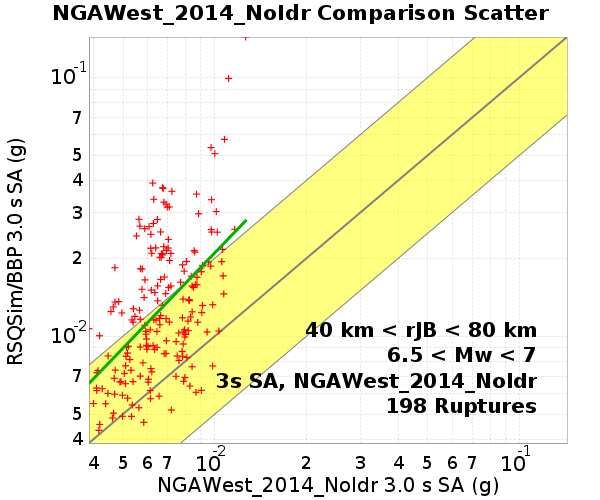 NGAWest_2014_NoIdr Comparison Scatter
RSQSim/BBP 3.0 s SA (g)
10-1
7
5
4
3
2
10-2
7
5
4
40 km < rJB < 80 km
6.5 < Mw < 7
3s SA, NGAWest_2014_NoIdr
198 Ruptures
4 5 6 7 10-2 2 3 4 5 6 7 10-1
NGAWest_2014_NoIdr 3.0 s SA (g)